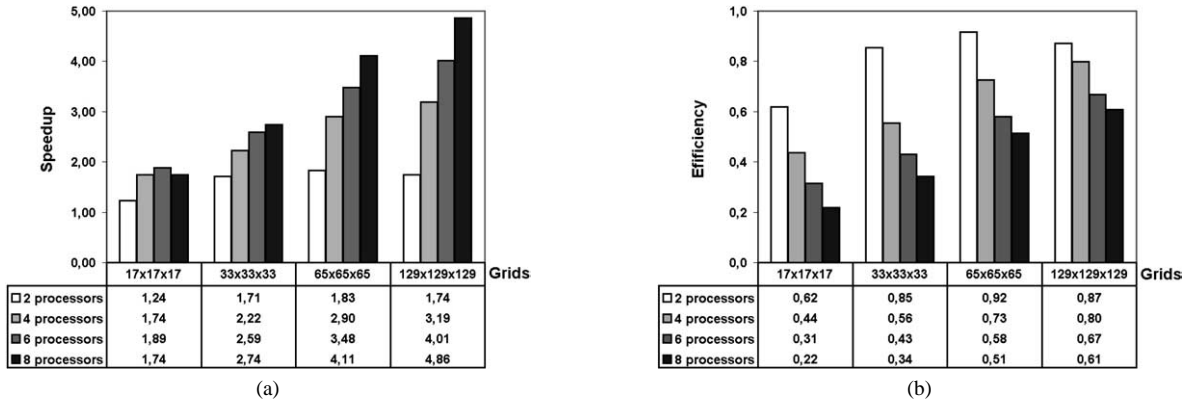 5,00
4,00
3,00
2,00
1,00
0,00
Speedup
17x17x17 33x33x33 65x65x65 129x129x129 Grids
2 processors 1,24 1,71 1,83 1,74
4 processors 1,74 2,22 2,90 3,19
6 processors 1,89 2,59 3,48 4,01
8 processors 1,74 2,74 4,11 4,86
(a)
1,0
0,8
0,6
0,4
0,2
0,0
Efificiency
17x17x17 33x33x33 65x65x65 129x129x129 Grids
2 processors 0,62 0,85 0,92 0,87
4 processors 0,44 0,56 0,73 0,80
6 processors 0,31 0,43 0,58 0,67
8 processors 0,22 0,34 0,51 0,61
(b)